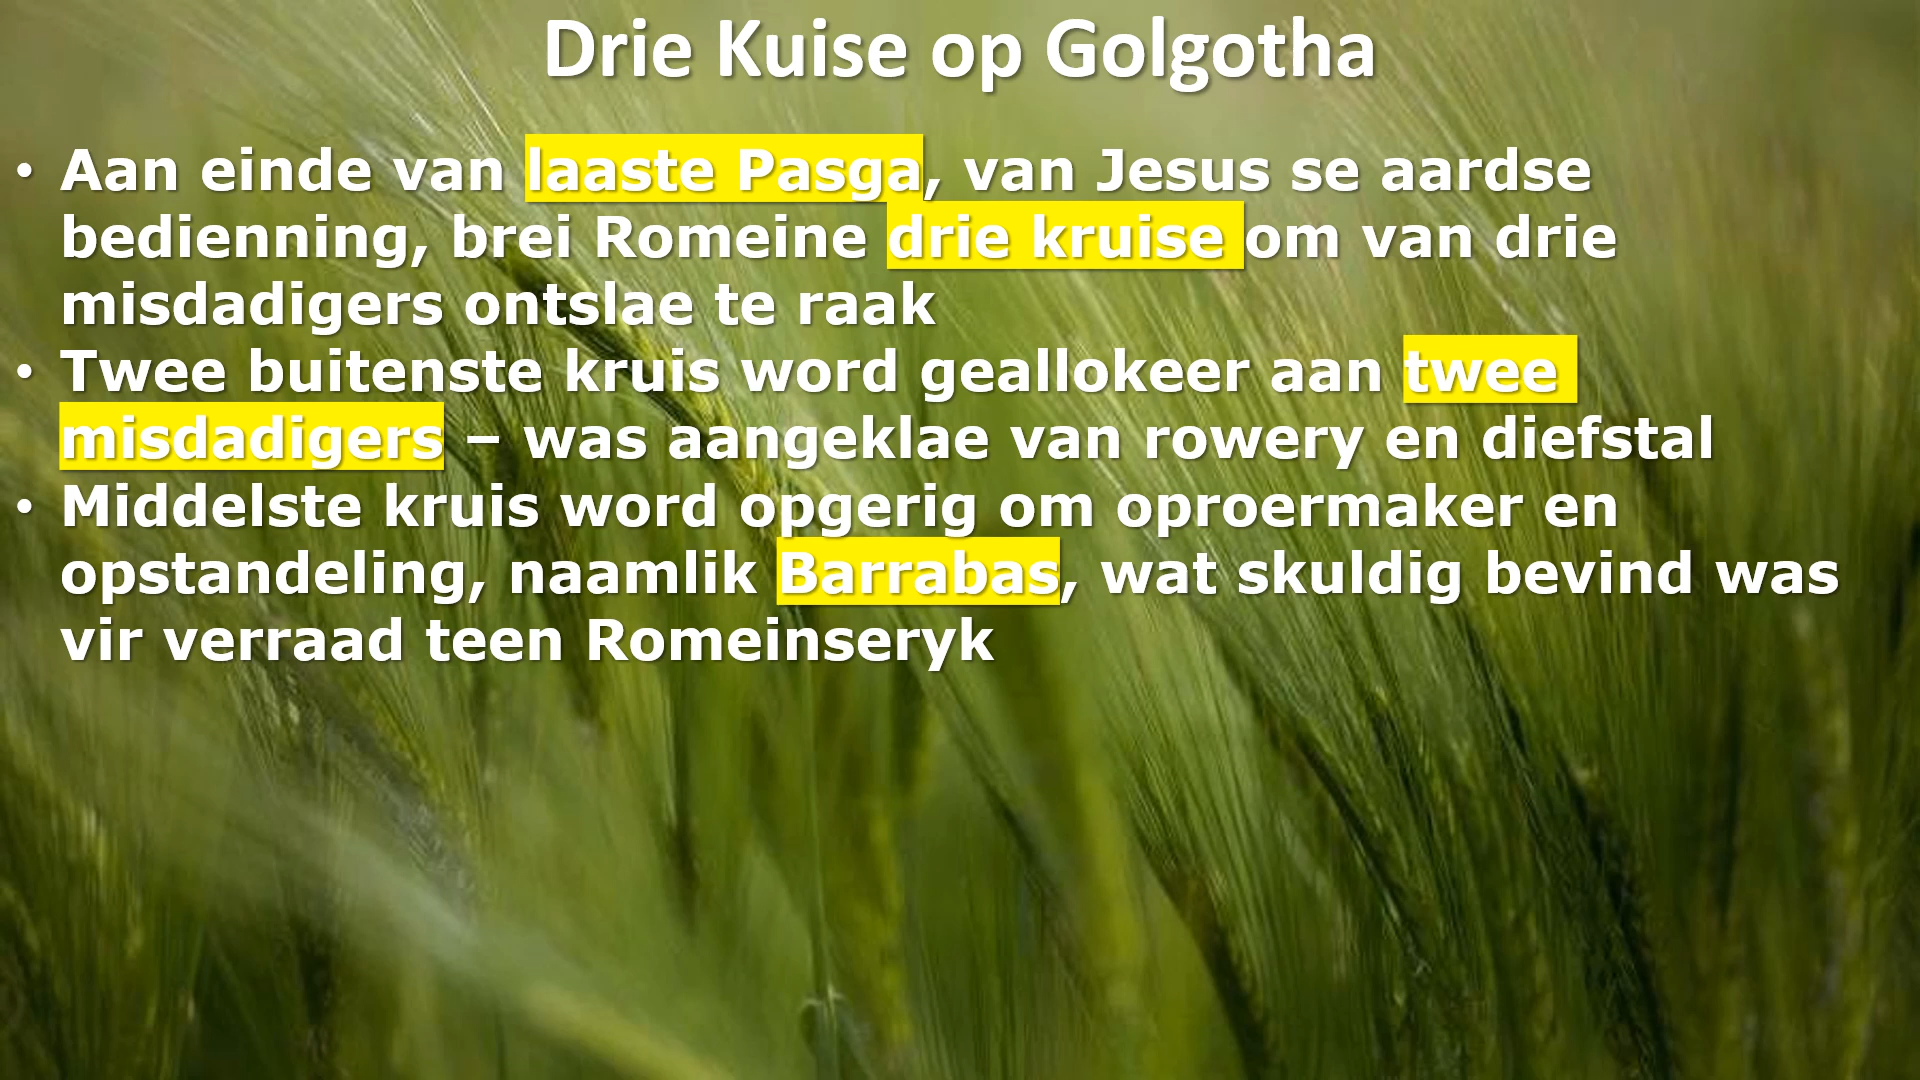 Drie Kuise op Golgotha
• Aan einde van laaste Pasga, van Jesus se aardse
bedienning, brei Romeine drie kruise om van drie
misdadigers ontslae te raak
• Twee buitenste kruis word geallokeer aan twee
misdadigers – was aangeklae van rowery en diefstal
• Middelste kruis word opgerig om oproermaker en
opstandeling, naamlik Barrabas, wat skuldig bevind was
vir verraad teen Romeinseryk